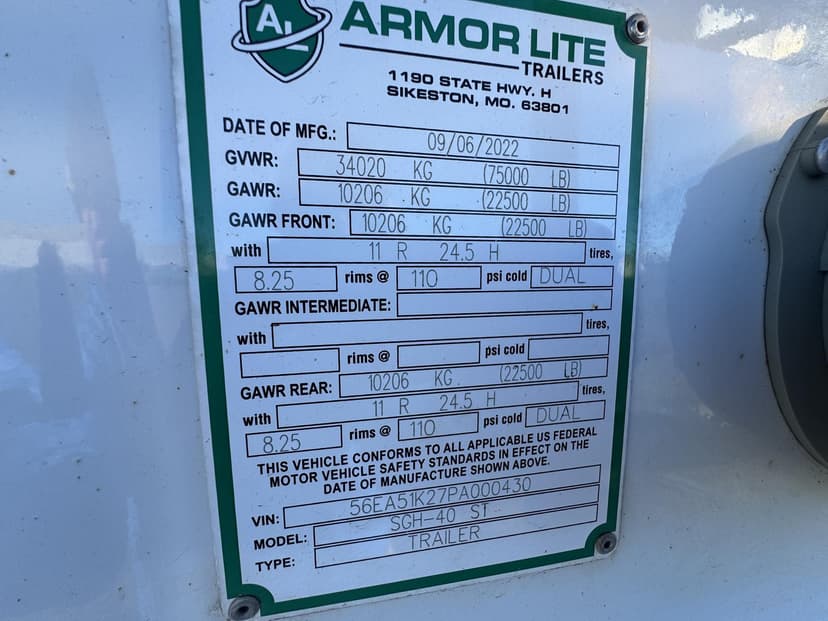 AL
ARMOR LITE
TRAILERS
1190 STATE HWY. H
SIKESTON, MO. 63801
DATE OF MFG.: 09/06/2022
GVWR: 34020 KG (75000 LB)
GAWR: 10206 KG (22500 LB)
GAWR FRONT: 10206 KG (22500 LB)
with 11 R 24.5 H tires,
8.25 rims @ 110 psi cold DUAL
GAWR INTERMEDIATE:
with tires,
rims @ psi cold
GAWR REAR: 10206 KG (22500 LB)
with 11 R 24.5 H tires,
8.25 rims @ 110 psi cold DUAL
THIS VEHICLE CONFORMS TO ALL APPLICABLE US FEDERAL
MOTOR VEHICLE SAFETY STANDARDS IN EFFECT ON THE
DATE OF MANUFACTURE SHOWN ABOVE.
VIN: 56EA51K27PA000430
MODEL: SGH-40 ST
TYPE: TRAILER